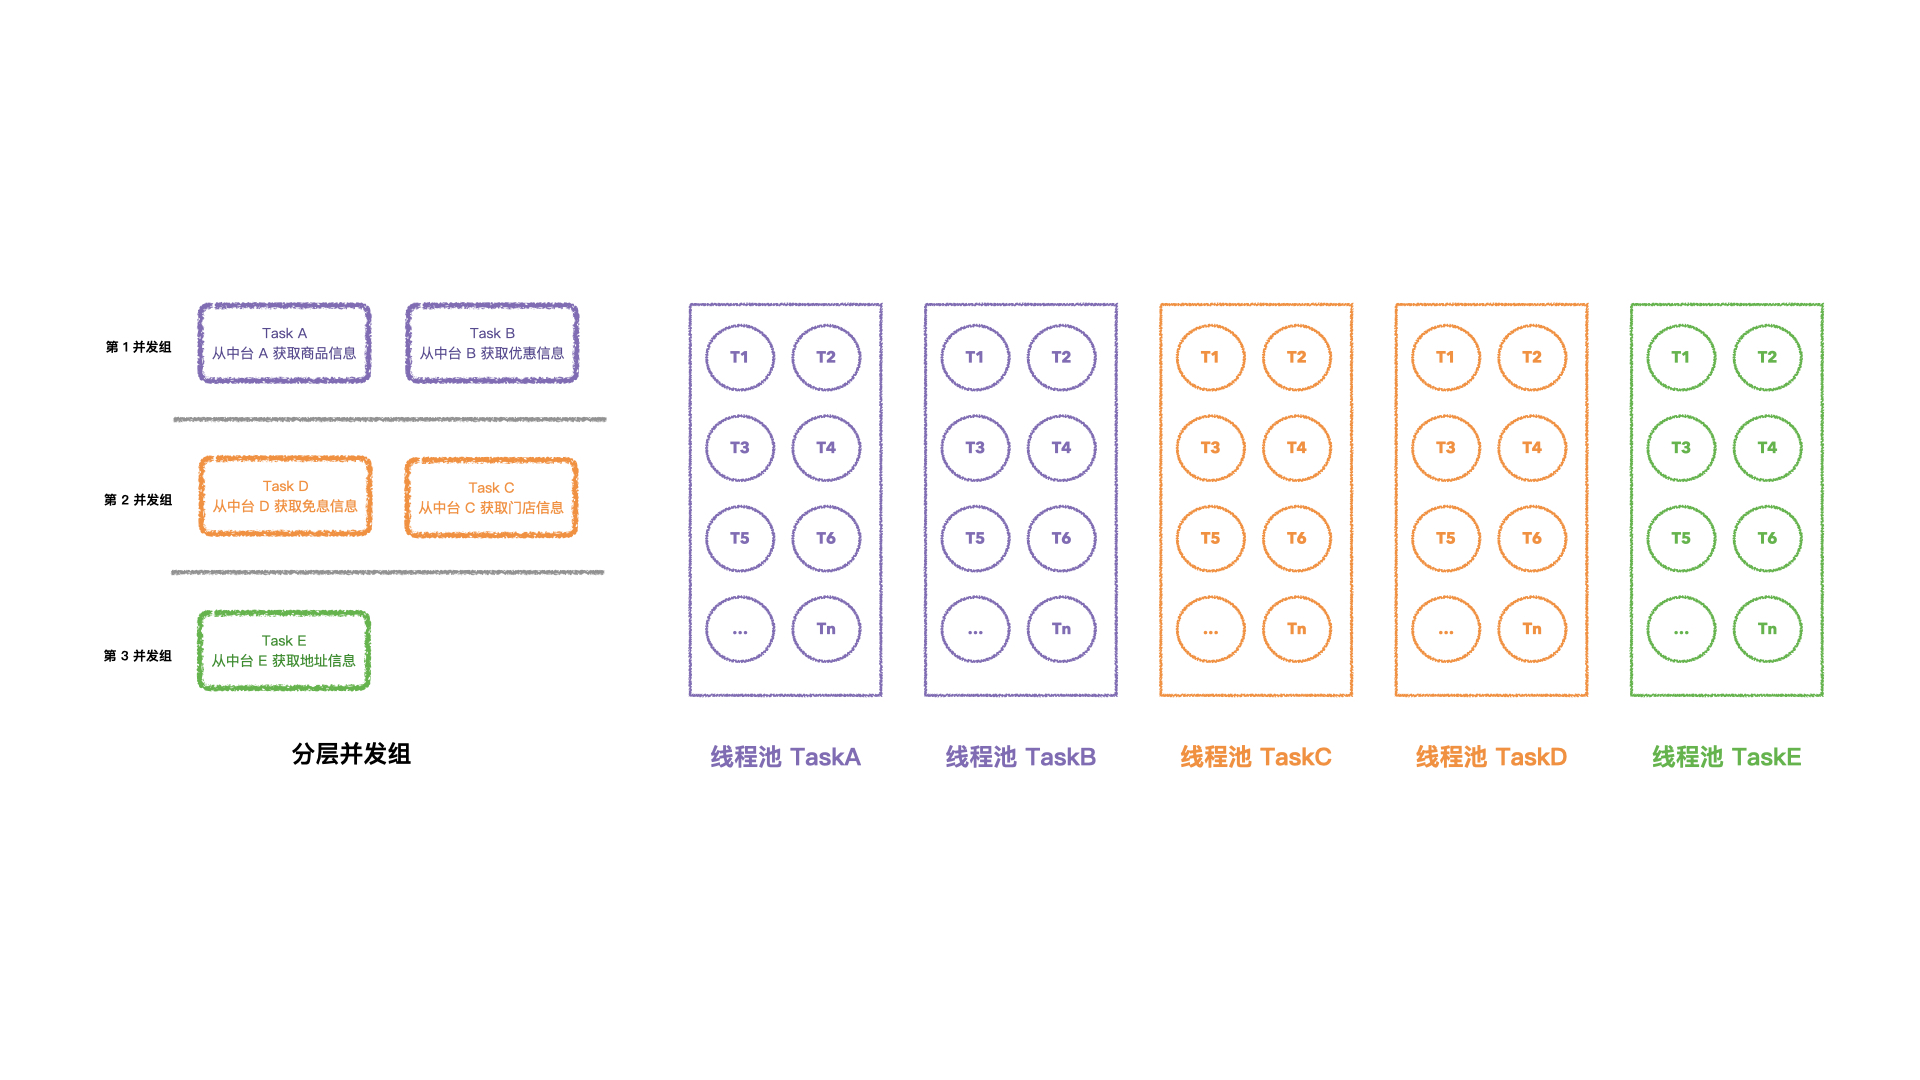 第 1 并发组
Task A
从中台 A 获取商品信息
Task B
从中台 B 获取优惠信息
第 2 并发组
Task D
从中台 D 获取免息信息
Task C
从中台 C 获取门店信息
第 3 并发组
Task E
从中台 E 获取地址信息
分层并发组
T1 T2
T3 T4
T5 T6
... Tn
线程池 TaskA
T1 T2
T3 T4
T5 T6
... Tn
线程池 TaskB
T1 T2
T3 T4
T5 T6
... Tn
线程池 TaskC
T1 T2
T3 T4
T5 T6
... Tn
线程池 TaskD
T1 T2
T3 T4
T5 T6
... Tn
线程池 TaskE